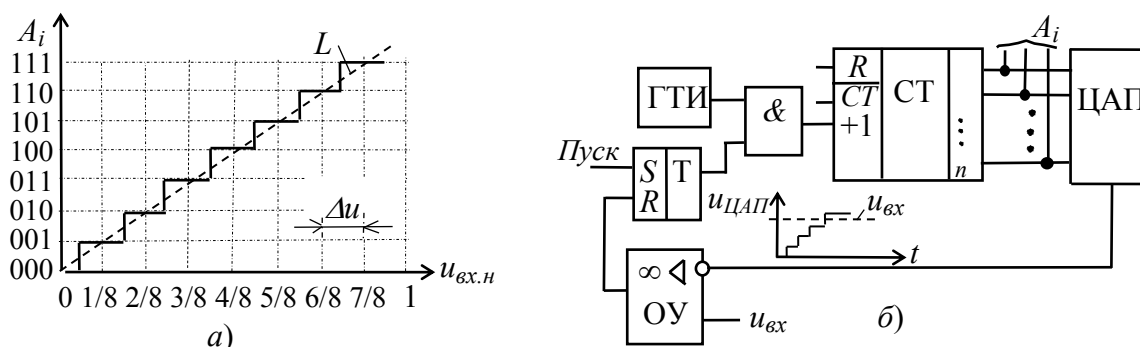 A_i
L
111
110
101
100
011
010
001
000
Δu
u_вх.н
0 1/8 2/8 3/8 4/8 5/8 6/8 7/8 1
а)
A_i
ГТИ
&
R
CT
+1
СТ
n
ЦАП
Пуск
S
R
Т
u_ЦАП
u_вх
t
∞
ОУ
u_вх
б)